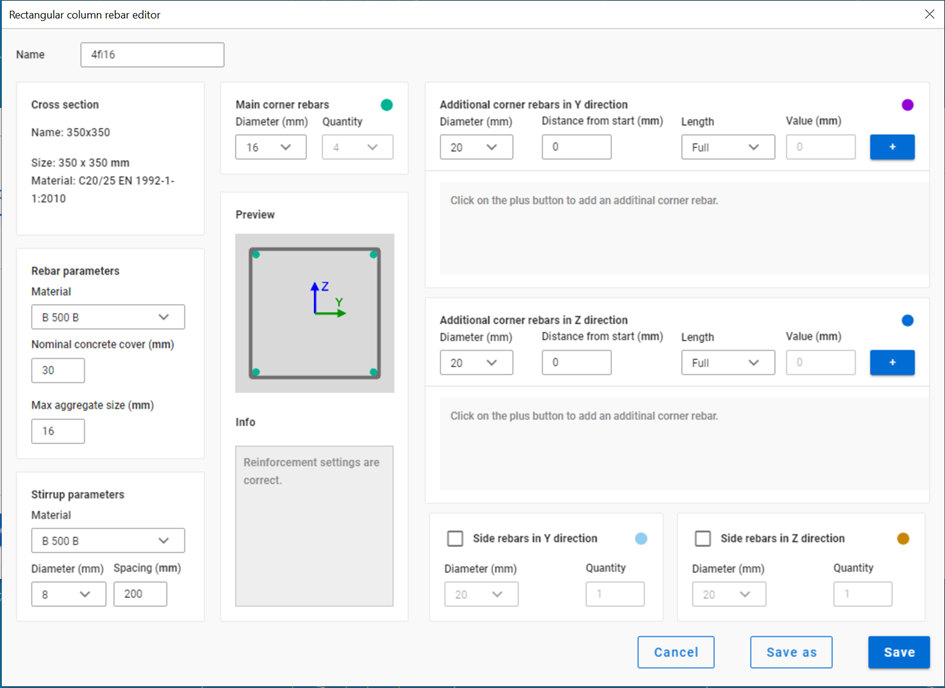 Rectangular column rebar editor
Name 4fi16
Cross section
Name: 350x350
Size: 350 x 350 mm
Material: C20/25 EN 1992-1-
1:2010
Rebar parameters
Material
B 500 B
Nominal concrete cover (mm)
30
Max aggregate size (mm)
16
Stirrup parameters
Material
B 500 B
Diameter (mm) Spacing (mm)
8 200
Main corner rebars
Diameter (mm) Quantity
16 4
Preview
Z
Y
Info
Reinforcement settings are
correct.
Additional corner rebars in Y direction
Diameter (mm) Distance from start (mm) Length Value (mm)
20 0 Full 0 +
Click on the plus button to add an additinal corner rebar.
Additional corner rebars in Z direction
Diameter (mm) Distance from start (mm) Length Value (mm)
20 0 Full 0 +
Click on the plus button to add an additinal corner rebar.
Side rebars in Y direction
Diameter (mm) Quantity
20 1
Side rebars in Z direction
Diameter (mm) Quantity
20 1
Cancel Save as Save